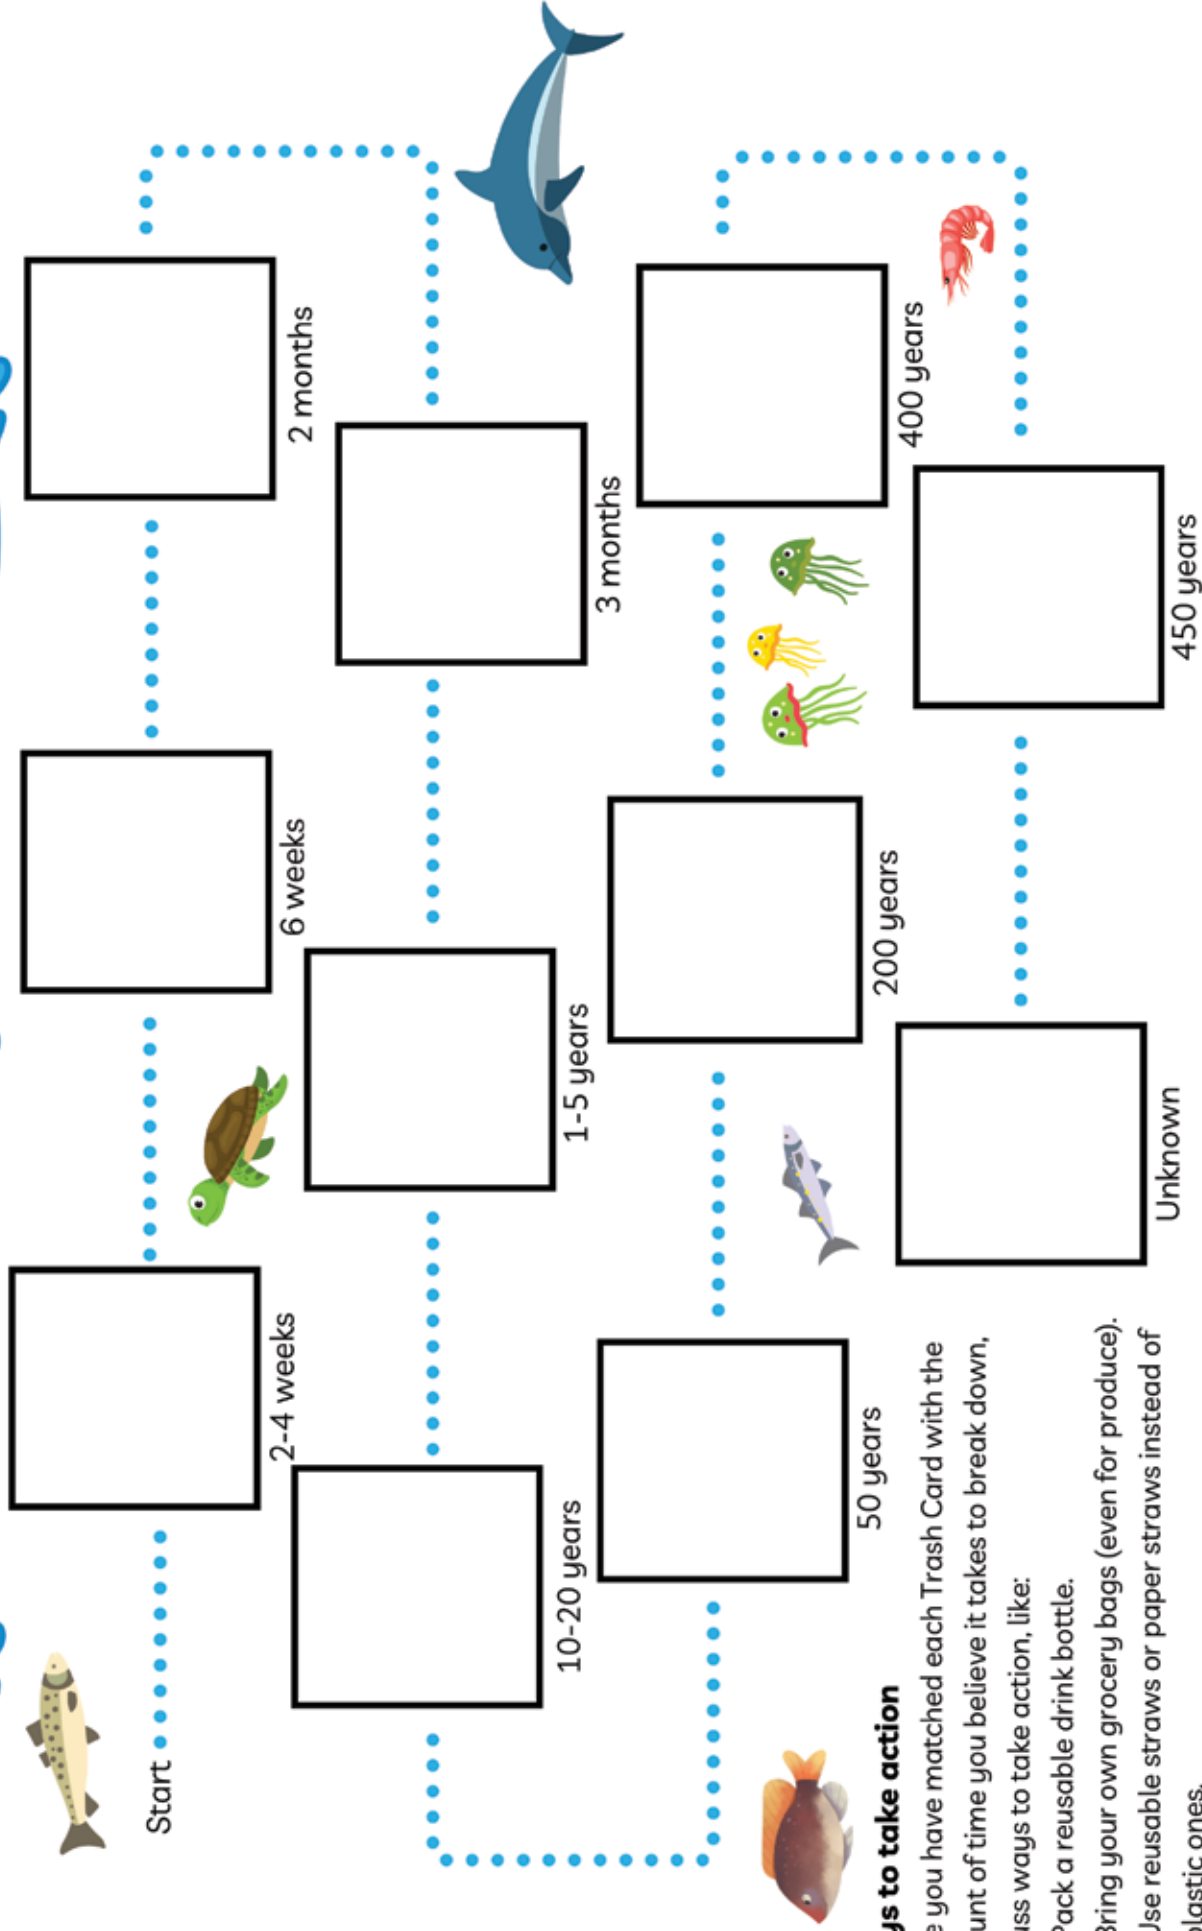 Start
2-4 weeks
6 weeks
2 months
3 months
1-5 years
10-20 years
50 years
200 years
400 years
450 years
Unknown
to take action
you have matched each Trash Card with the
of time you believe it takes to break down,
ways to take action, like:
Pack a reusable drink bottle.
Bring your own grocery bags (even for produce).
Use reusable straws or paper straws instead of
ones.